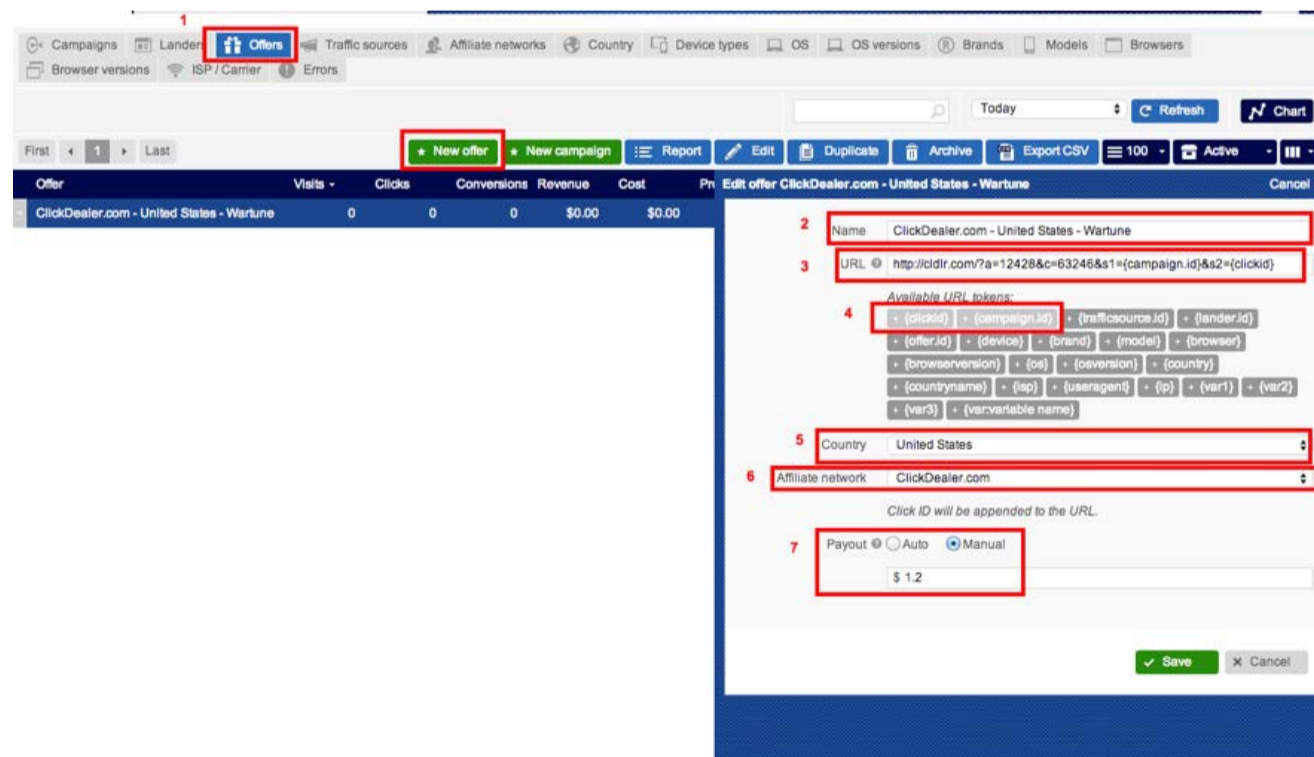 1
Campaigns Landers Offers Traffic sources Affiliate networks Country Device types OS OS versions Brands Models Browsers
Browser versions ISP / Carrier Errors
Today Refresh Chart
First 1 Last New offer New campaign Report Edit Duplicate Archive Export CSV 100 Active
Offer Visits Clicks Conversions Revenue Cost Pr Edit offer ClickDealer.com - United States - Wartune Cancel
ClickDealer.com - United States - Wartune 0 0 0 $0.00 $0.00
2 Name ClickDealer.com - United States - Wartune
3 URL http://cldlr.com/?a=12428&c=63246&s1={campaign.id}&s2={clickid}
Available URL tokens:
4 + {clickid} + {campaign.id} + {trafficsource.id} + {lander.id}
+ {offer.id} + {device} + {brand} + {model} + {browser}
+ {browserversion} + {os} + {osversion} + {country}
+ {countryname} + {isp} + {useragent} + {ip} + {var1} + {var2}
+ {var3} + {var:variable name}
5 Country United States
6 Affiliate network ClickDealer.com
Click ID will be appended to the URL.
7 Payout Auto Manual
$ 1.2
Save Cancel